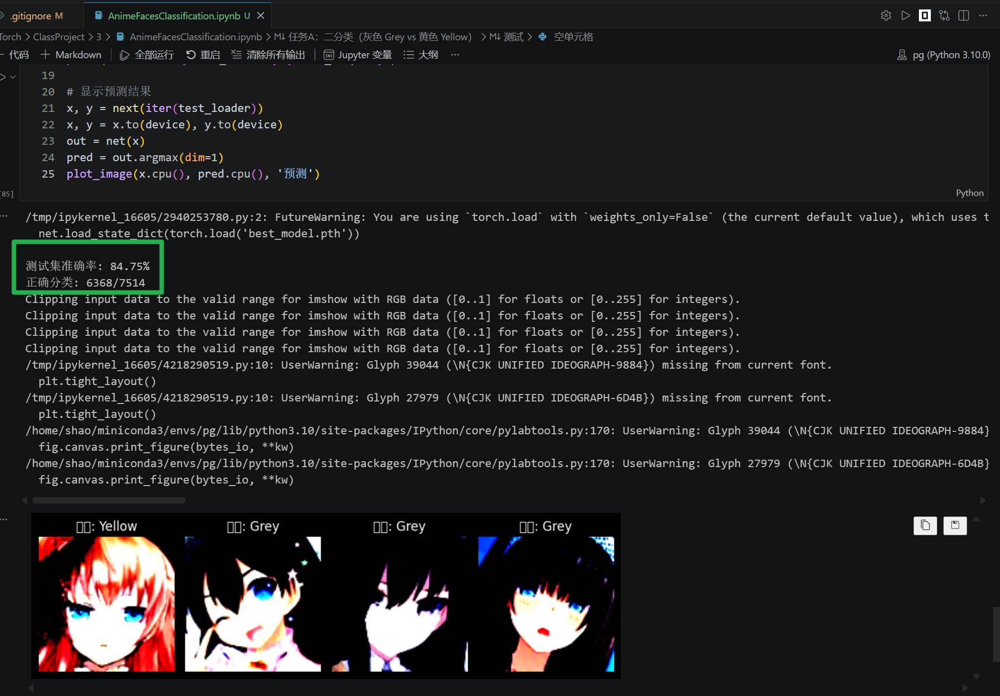 .gitignore M
AnimeFacesClassification.ipynb U
Torch > ClassProject > 3 > AnimeFacesClassification.ipynb > M↓ 任务A：二分类（灰色 Grey vs 黄色 Yellow） > M↓ 测试 > 空单元格
代码 + Markdown 全部运行 重启 清除所有输出 Jupyter 变量 大纲 ...
pg (Python 3.10.0)
19
20 # 显示预测结果
21 x, y = next(iter(test_loader))
22 x, y = x.to(device), y.to(device)
23 out = net(x)
24 pred = out.argmax(dim=1)
25 plot_image(x.cpu(), pred.cpu(), '预测')
[85]
Python
/tmp/ipykernel_16605/2940253780.py:2: FutureWarning: You are using `torch.load` with `weights_only=False` (the current default value), which uses t
net.load_state_dict(torch.load('best_model.pth'))
测试集准确率: 84.75%
正确分类: 6368/7514
Clipping input data to the valid range for imshow with RGB data ([0..1] for floats or [0..255] for integers).
Clipping input data to the valid range for imshow with RGB data ([0..1] for floats or [0..255] for integers).
Clipping input data to the valid range for imshow with RGB data ([0..1] for floats or [0..255] for integers).
Clipping input data to the valid range for imshow with RGB data ([0..1] for floats or [0..255] for integers).
/tmp/ipykernel_16605/4218290519.py:10: UserWarning: Glyph 39044 (\N{CJK UNIFIED IDEOGRAPH-9884}) missing from current font.
plt.tight_layout()
/tmp/ipykernel_16605/4218290519.py:10: UserWarning: Glyph 27979 (\N{CJK UNIFIED IDEOGRAPH-6D4B}) missing from current font.
plt.tight_layout()
/home/shao/miniconda3/envs/pg/lib/python3.10/site-packages/IPython/core/pylabtools.py:170: UserWarning: Glyph 39044 (\N{CJK UNIFIED IDEOGRAPH-9884}
fig.canvas.print_figure(bytes_io, **kw)
/home/shao/miniconda3/envs/pg/lib/python3.10/site-packages/IPython/core/pylabtools.py:170: UserWarning: Glyph 27979 (\N{CJK UNIFIED IDEOGRAPH-6D4B}
fig.canvas.print_figure(bytes_io, **kw)
▯▯: Yellow
▯▯: Grey
▯▯: Grey
▯▯: Grey